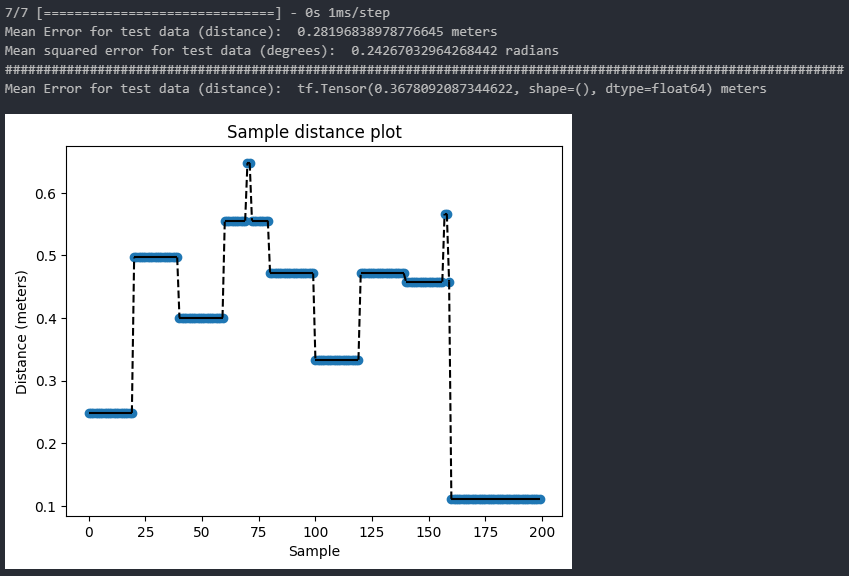 7/7 [==============================] - 0s 1ms/step
Mean Error for test data (distance):  0.28196838978776645 meters
Mean squared error for test data (degrees):  0.24267032964268442 radians
############################################################################################################
Mean Error for test data (distance):  tf.Tensor(0.3678092087344622, shape=(), dtype=float64) meters
Sample distance plot
Distance (meters)
0.6
0.5
0.4
0.3
0.2
0.1
0 25 50 75 100 125 150 175 200
Sample